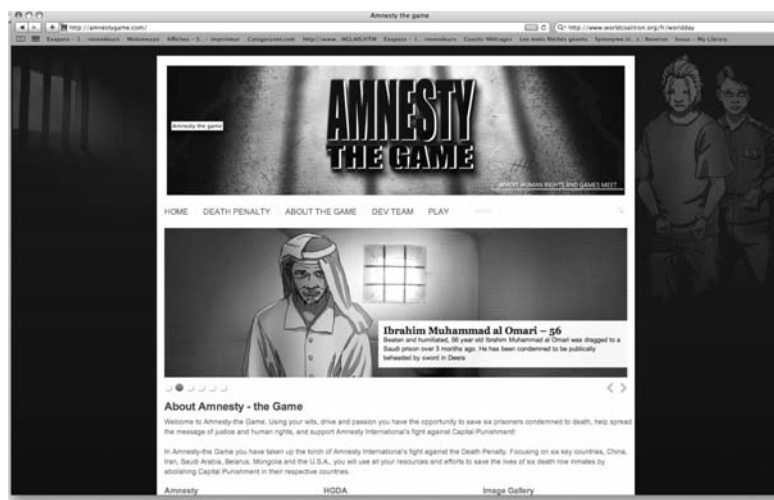 Amnesty the game
http://amnestygame.com/
http://www.worldcoalition.org/fr/worldday
AMNESTY
THE GAME
Amnesty the game
WHERE HUMAN RIGHTS AND GAMES MEET
HOME DEATH PENALTY ABOUT THE GAME DEV TEAM PLAY
Ibrahim Muhammad al Omari – 56
Beaten and humiliated, 56 year old Ibrahim Muhammad al Omari was dragged to a
Saudi prison over 3 months ago. He has been condemned to be publically
beheaded by sword in Deera
About Amnesty - the Game
Welcome to Amnesty-the Game. Using your wits, drive and passion you have the opportunity to save six prisoners condemned to death, help spread
the message of justice and human rights, and support Amnesty International's fight against Capital Punishment!
In Amnesty-the Game you have taken up the torch of Amnesty International's fight against the Death Penalty. Focusing on six key countries, China,
Iran, Saudi Arabia, Belarus, Mongolia and the U.S.A., you will use all your resources and efforts to save the lives of six death row inmates by
abolishing Capital Punishment in their respective countries.
Amnesty HGDA Image Gallery